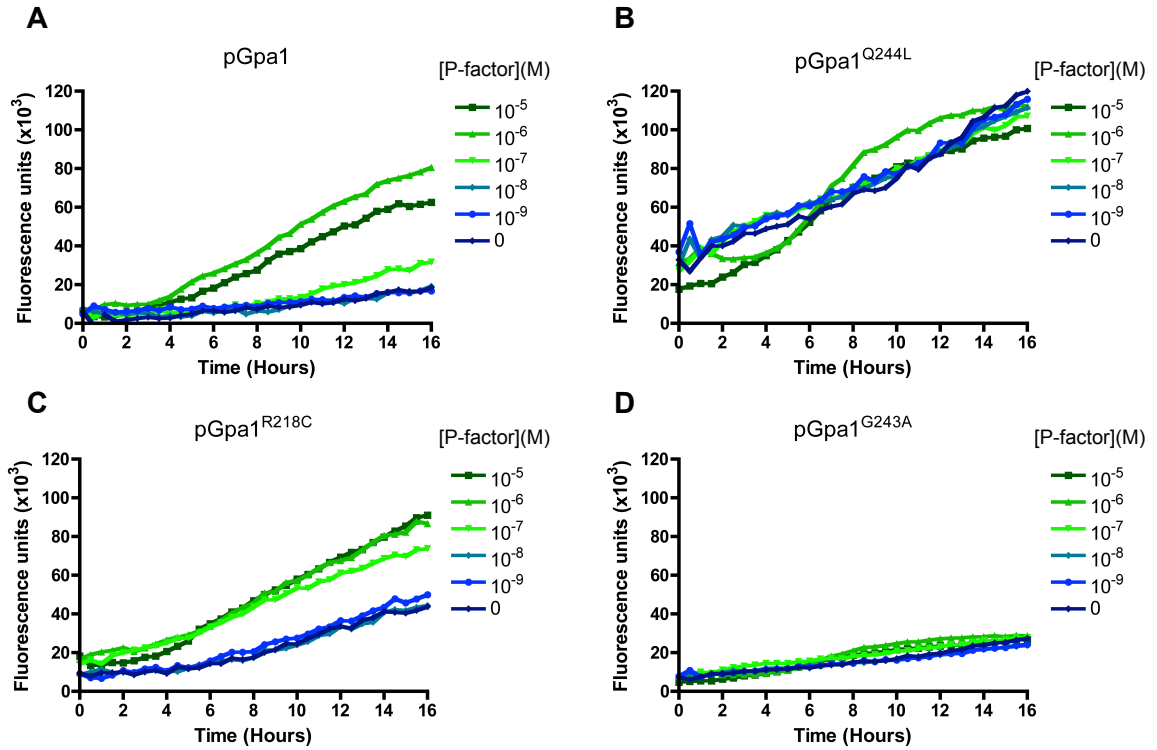 A
pGpa1
[P-factor](M)
Fluorescence units (x10³)
120
100
80
60
40
20
0
0 2 4 6 8 10 12 14 16
Time (Hours)
10⁻⁵
10⁻⁶
10⁻⁷
10⁻⁸
10⁻⁹
0
B
pGpa1^Q244L
[P-factor](M)
Fluorescence units (x10³)
120
100
80
60
40
20
0
0 2 4 6 8 10 12 14 16
Time (Hours)
10⁻⁵
10⁻⁶
10⁻⁷
10⁻⁸
10⁻⁹
0
C
pGpa1^R218C
[P-factor](M)
Fluorescence units (x10³)
120
100
80
60
40
20
0
0 2 4 6 8 10 12 14 16
Time (Hours)
10⁻⁵
10⁻⁶
10⁻⁷
10⁻⁸
10⁻⁹
0
D
pGpa1^G243A
[P-factor](M)
Fluorescence units (x10³)
120
100
80
60
40
20
0
0 2 4 6 8 10 12 14 16
Time (Hours)
10⁻⁵
10⁻⁶
10⁻⁷
10⁻⁸
10⁻⁹
0